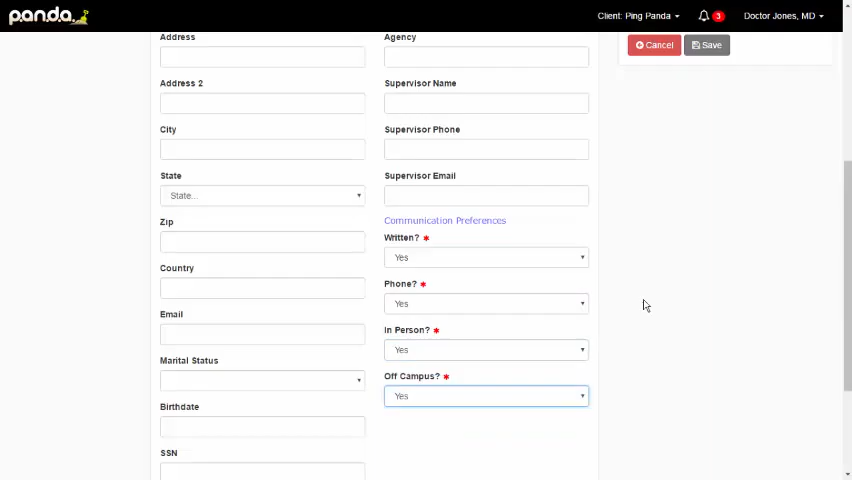 p.a.n.d.a.
Client: Ping Panda
3
Doctor Jones, MD
Cancel
Save
Address
Address 2
City
State
State...
Zip
Country
Email
Marital Status
Birthdate
SSN
Agency
Supervisor Name
Supervisor Phone
Supervisor Email
Communication Preferences
Written? *
Yes
Phone? *
Yes
In Person? *
Yes
Off Campus? *
Yes